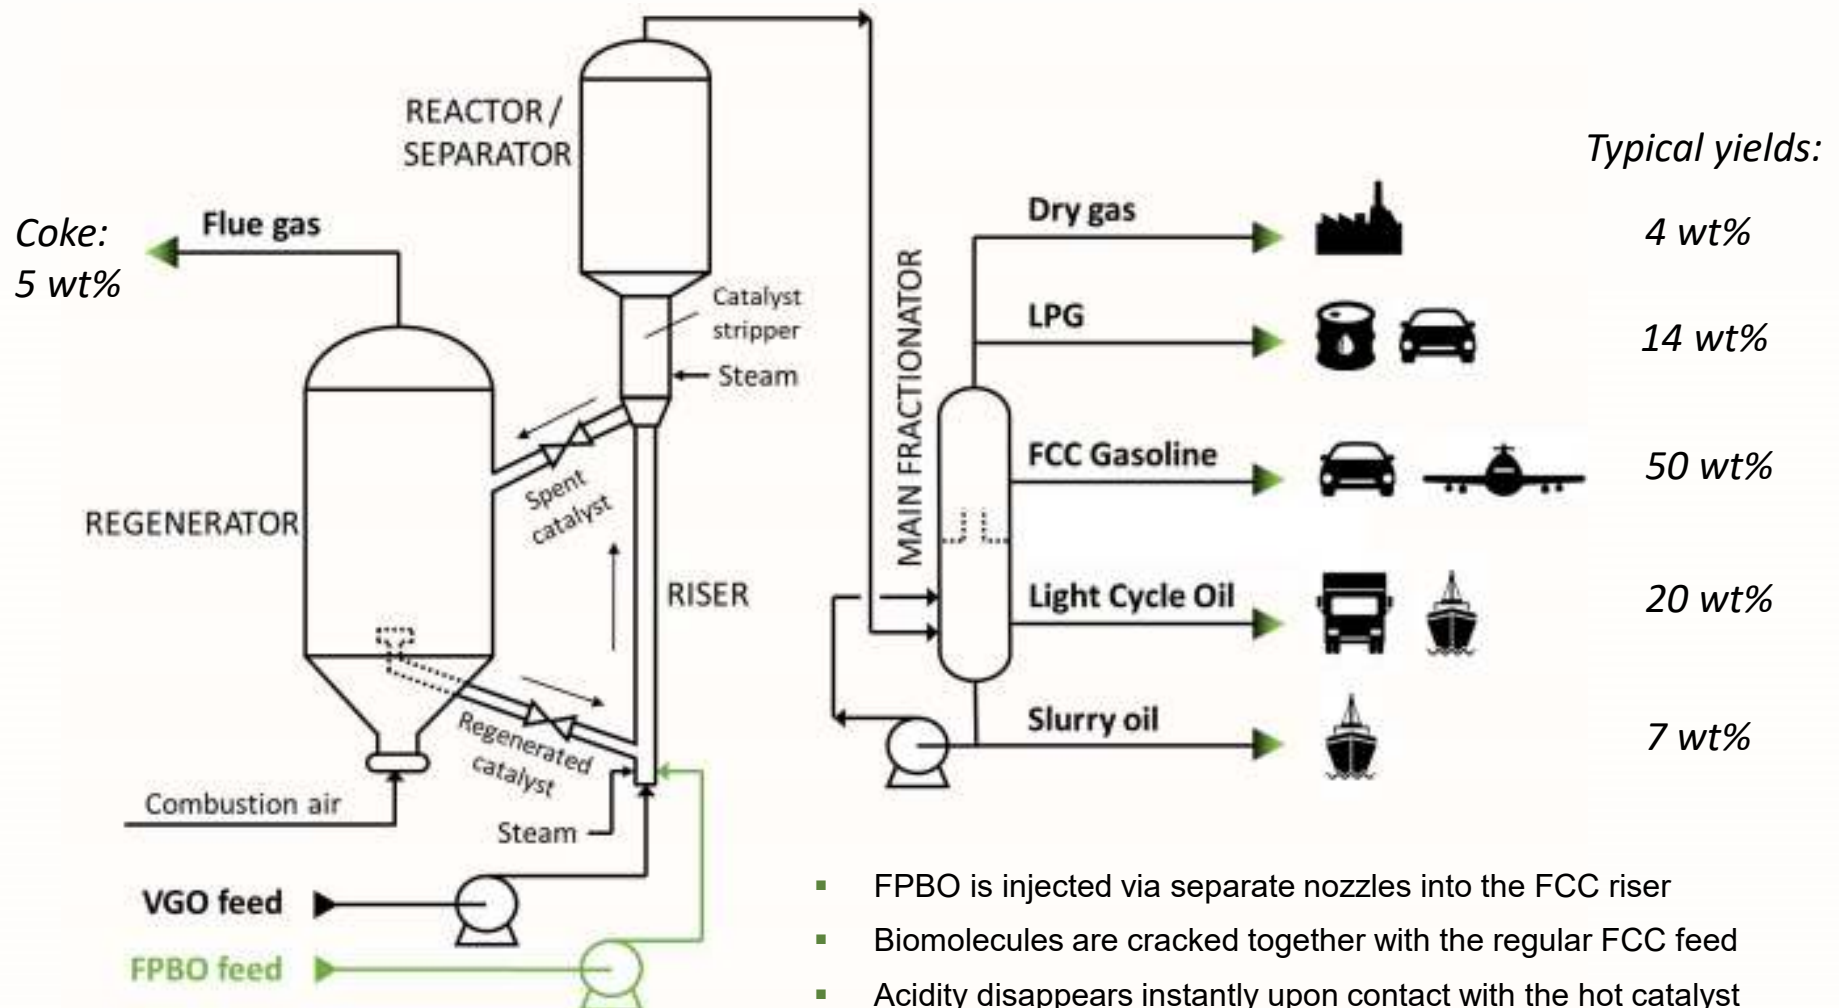 REACTOR /
SEPARATOR
Typical yields:
Coke:
5 wt%
Flue gas
Dry gas
4 wt%
Catalyst
stripper
Steam
MAIN FRACTIONATOR
LPG
14 wt%
FCC Gasoline
50 wt%
Spent
catalyst
REGENERATOR
RISER
Light Cycle Oil
20 wt%
Regenerated
catalyst
Slurry oil
7 wt%
Combustion air
Steam
VGO feed
FPBO feed
▪ FPBO is injected via separate nozzles into the FCC riser
▪ Biomolecules are cracked together with the regular FCC feed
▪ Acidity disappears instantly upon contact with the hot catalyst